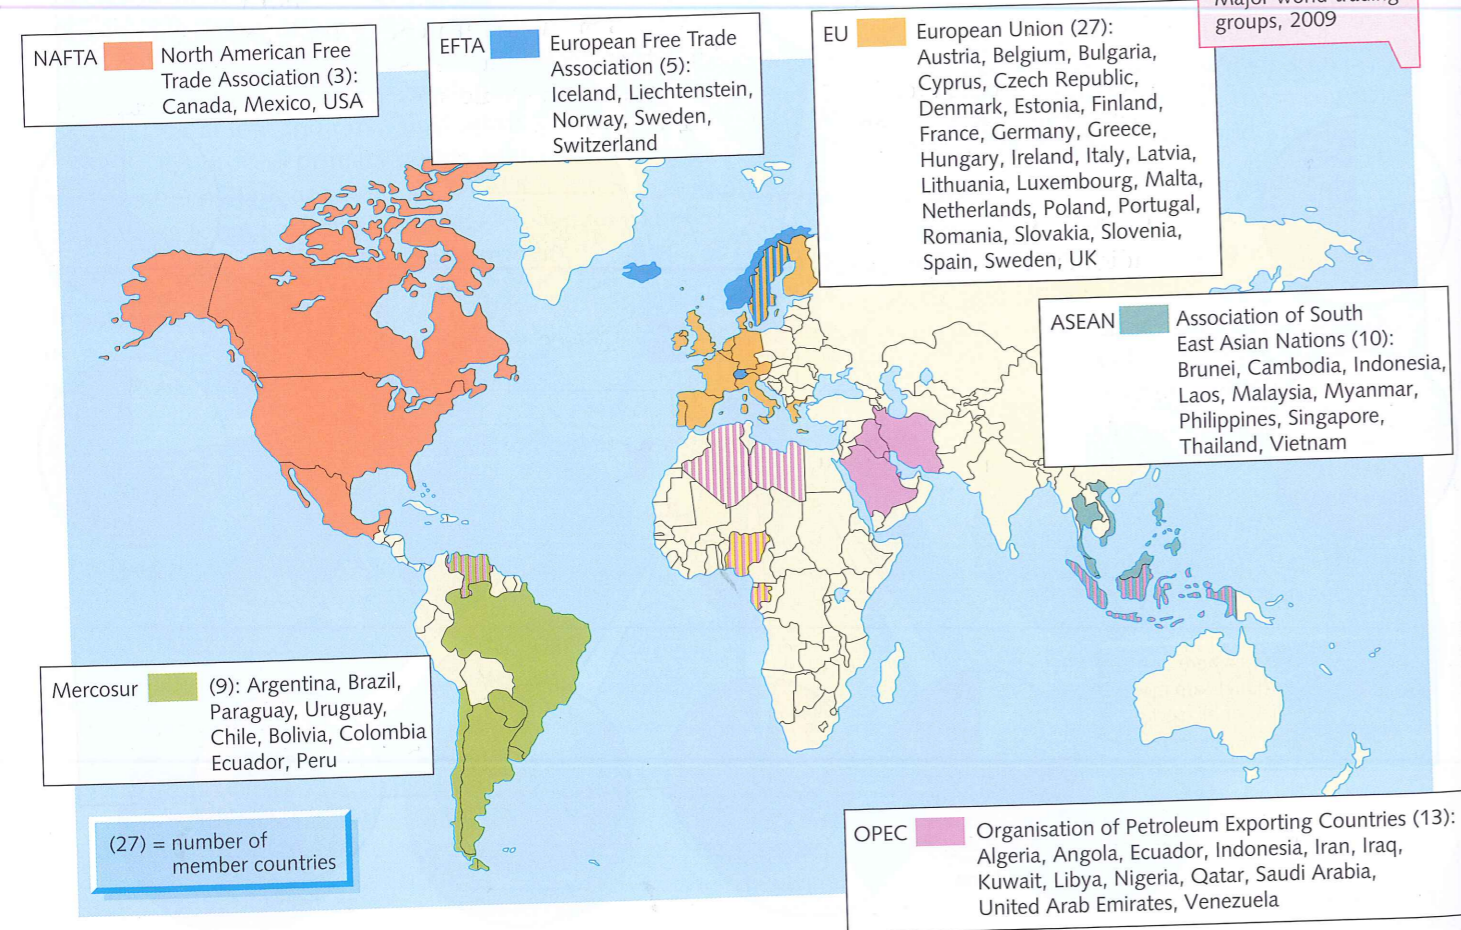 Major world trading
groups, 2009
NAFTA
North American Free
Trade Association (3):
Canada, Mexico, USA
EFTA
European Free Trade
Association (5):
Iceland, Liechtenstein,
Norway, Sweden,
Switzerland
EU
European Union (27):
Austria, Belgium, Bulgaria,
Cyprus, Czech Republic,
Denmark, Estonia, Finland,
France, Germany, Greece,
Hungary, Ireland, Italy, Latvia,
Lithuania, Luxembourg, Malta,
Netherlands, Poland, Portugal,
Romania, Slovakia, Slovenia,
Spain, Sweden, UK
ASEAN
Association of South
East Asian Nations (10):
Brunei, Cambodia, Indonesia,
Laos, Malaysia, Myanmar,
Philippines, Singapore,
Thailand, Vietnam
Mercosur
(9): Argentina, Brazil,
Paraguay, Uruguay,
Chile, Bolivia, Colombia
Ecuador, Peru
(27) = number of
member countries
OPEC
Organisation of Petroleum Exporting Countries (13):
Algeria, Angola, Ecuador, Indonesia, Iran, Iraq,
Kuwait, Libya, Nigeria, Qatar, Saudi Arabia,
United Arab Emirates, Venezuela